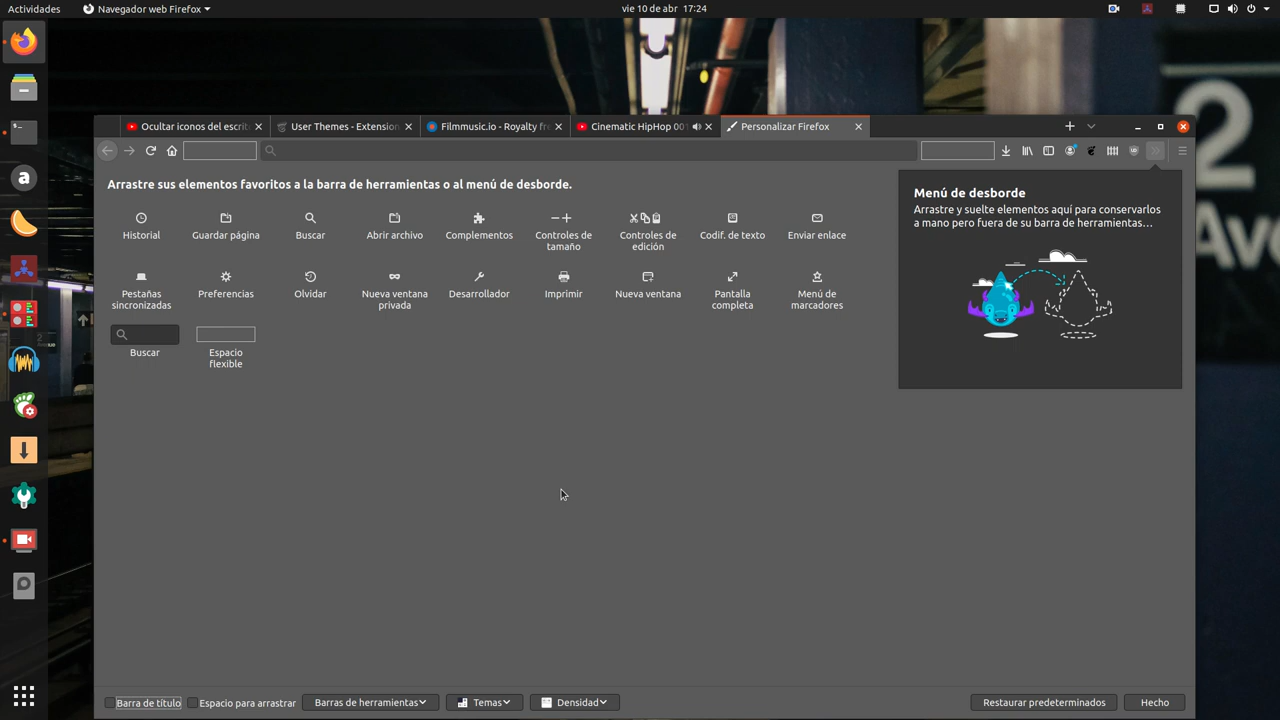 Actividades
Navegador web Firefox
vie 10 de abr 17:24
Ocultar iconos del escrit
User Themes - Extension
Filmmusic.io - Royalty fre
Cinematic HipHop 001
Personalizar Firefox
Arrastre sus elementos favoritos a la barra de herramientas o al menú de desborde.
Historial
Guardar página
Buscar
Abrir archivo
Complementos
Controles de tamaño
Controles de edición
Codif. de texto
Enviar enlace
Pestañas sincronizadas
Preferencias
Olvidar
Nueva ventana privada
Desarrollador
Imprimir
Nueva ventana
Pantalla completa
Menú de marcadores
Buscar
Espacio flexible
Menú de desborde
Arrastre y suelte elementos aquí para conservarlos
a mano pero fuera de su barra de herramientas…
Barra de título
Espacio para arrastrar
Barras de herramientas
Temas
Densidad
Restaurar predeterminados
Hecho
2
Av